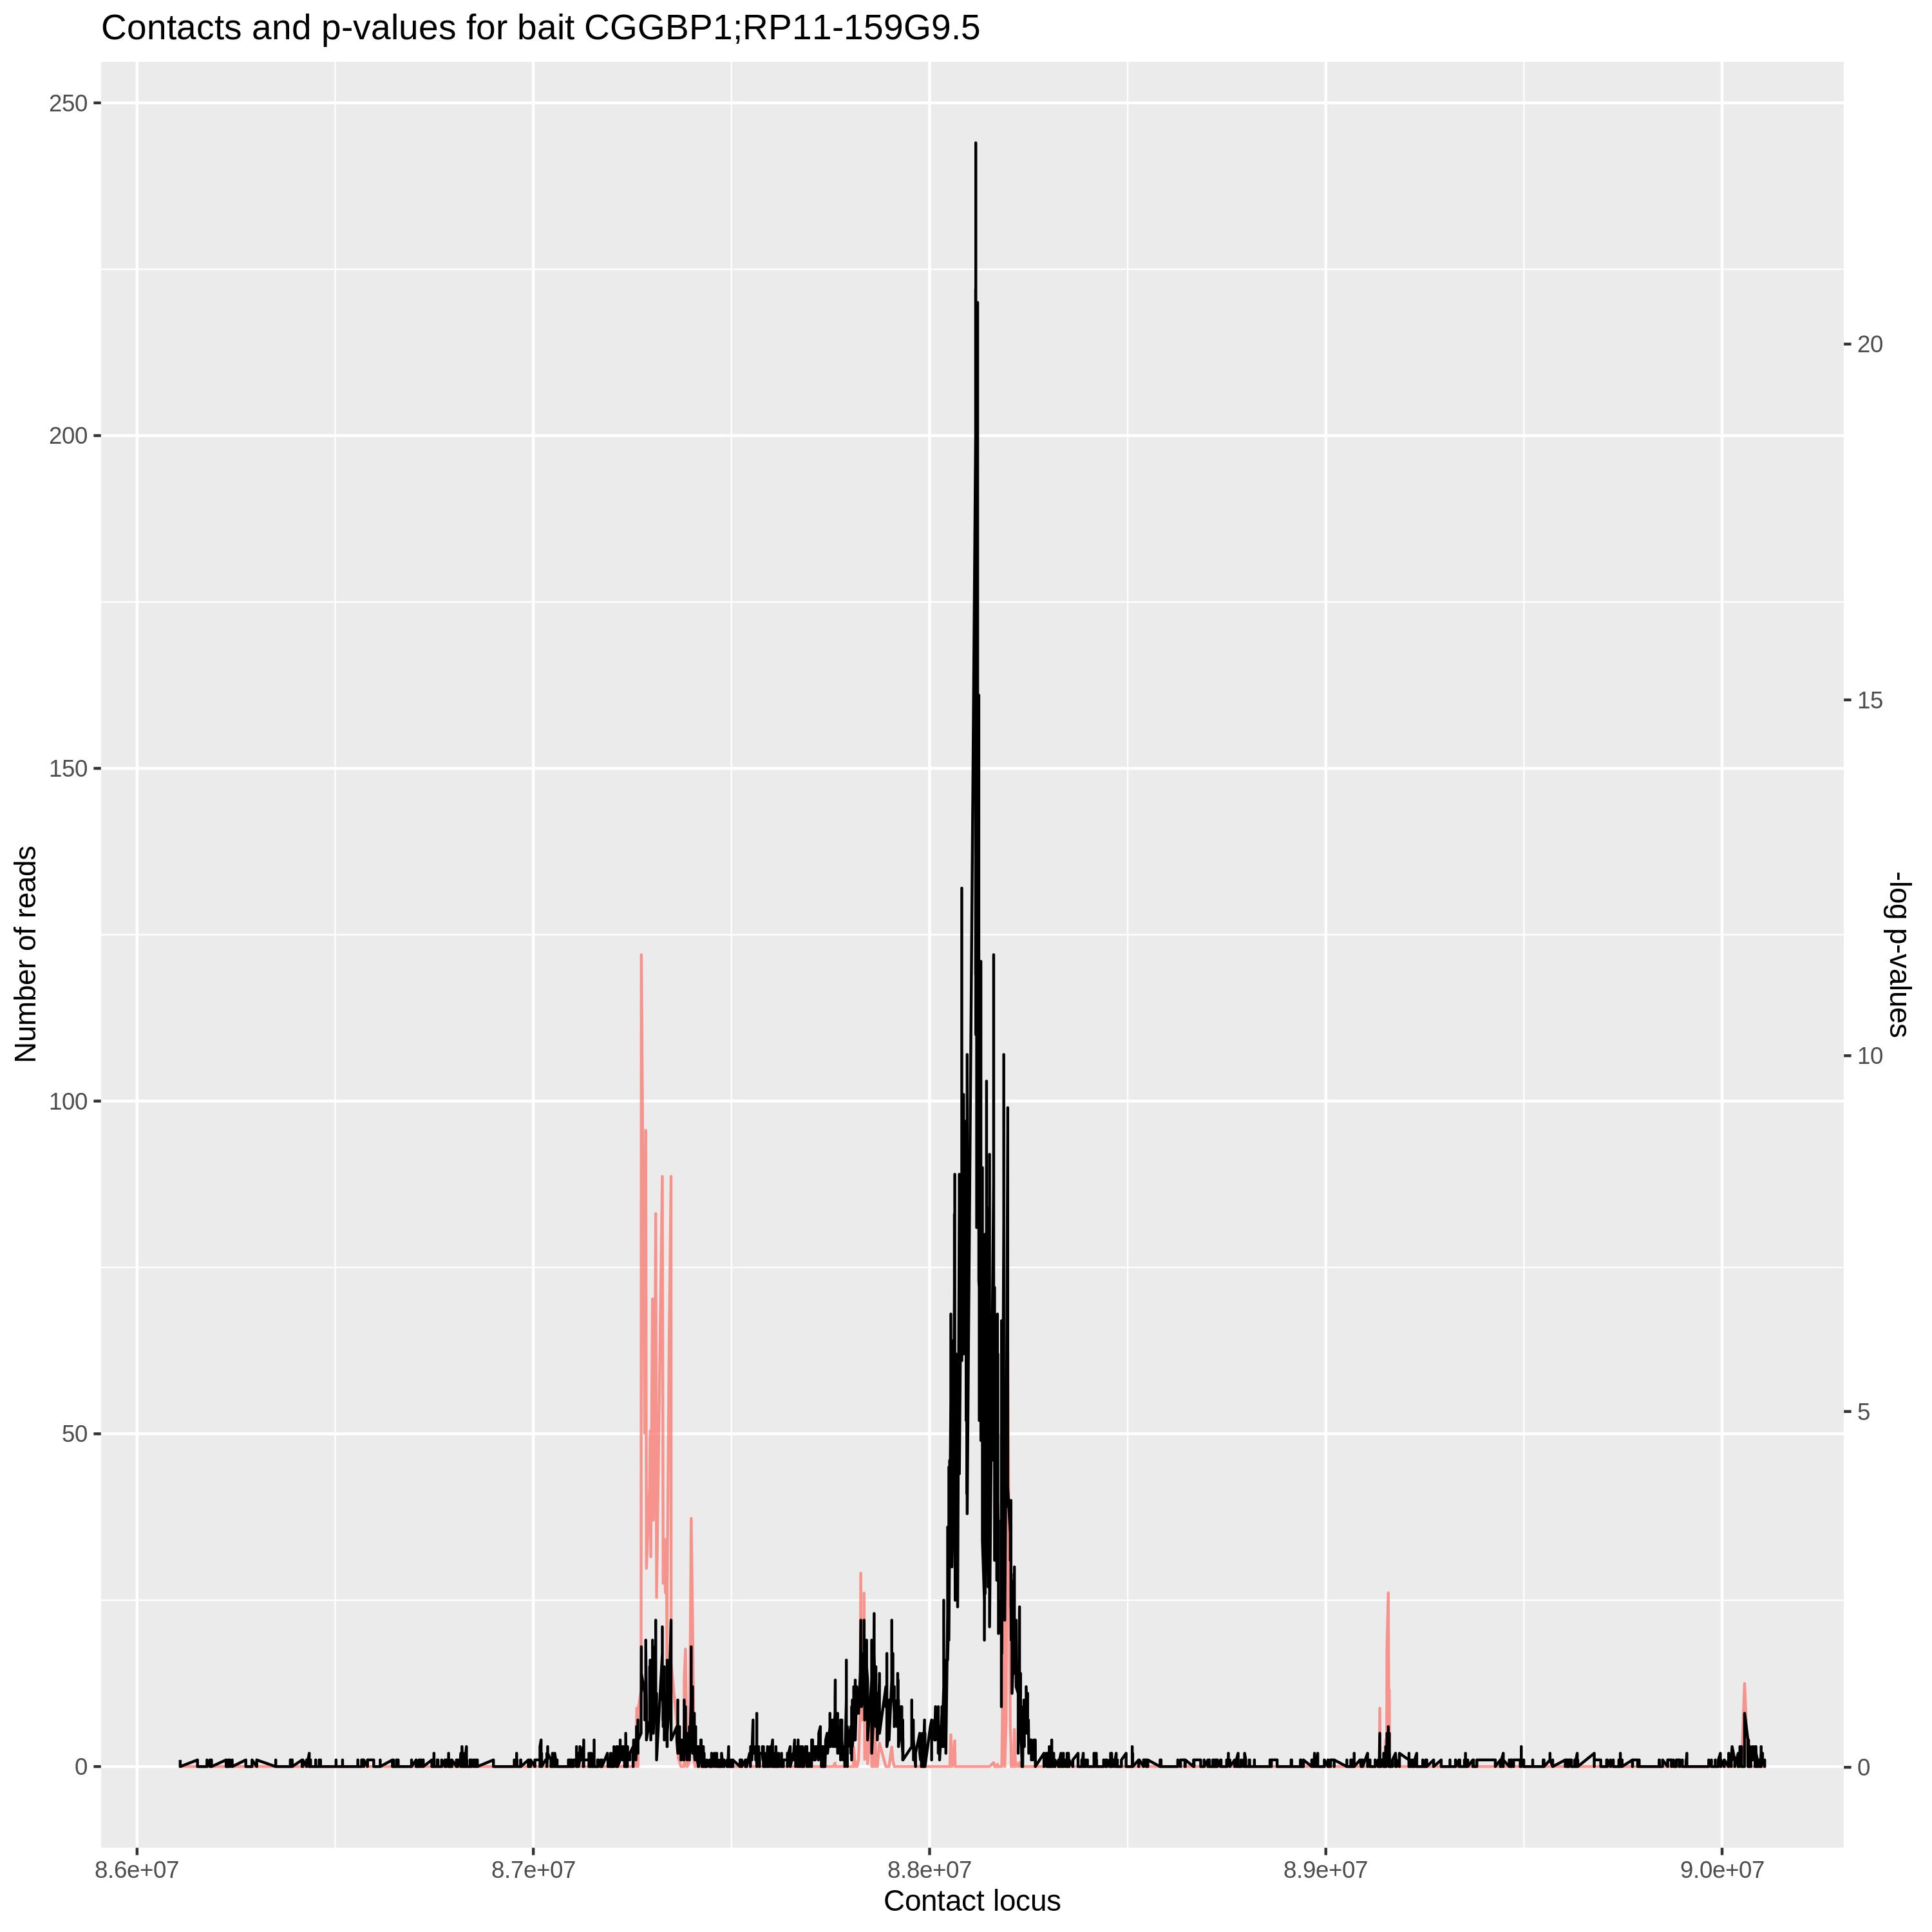 Contacts and p-values for bait CGGBP1;RP11-159G9.5
250
200
150
100
50
0
Number of reads
20
15
10
5
0
-log p-values
8.6e+07
8.7e+07
8.8e+07
8.9e+07
9.0e+07
Contact locus